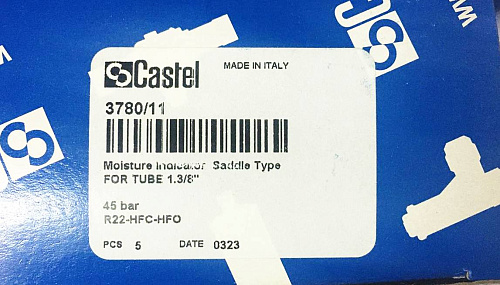 Castel
MADE IN ITALY
3780/11
Moisture Indicator Saddle Type
FOR TUBE 1.3/8"
45 bar
R22-HFC-HFO
PCS 5 DATE 0323